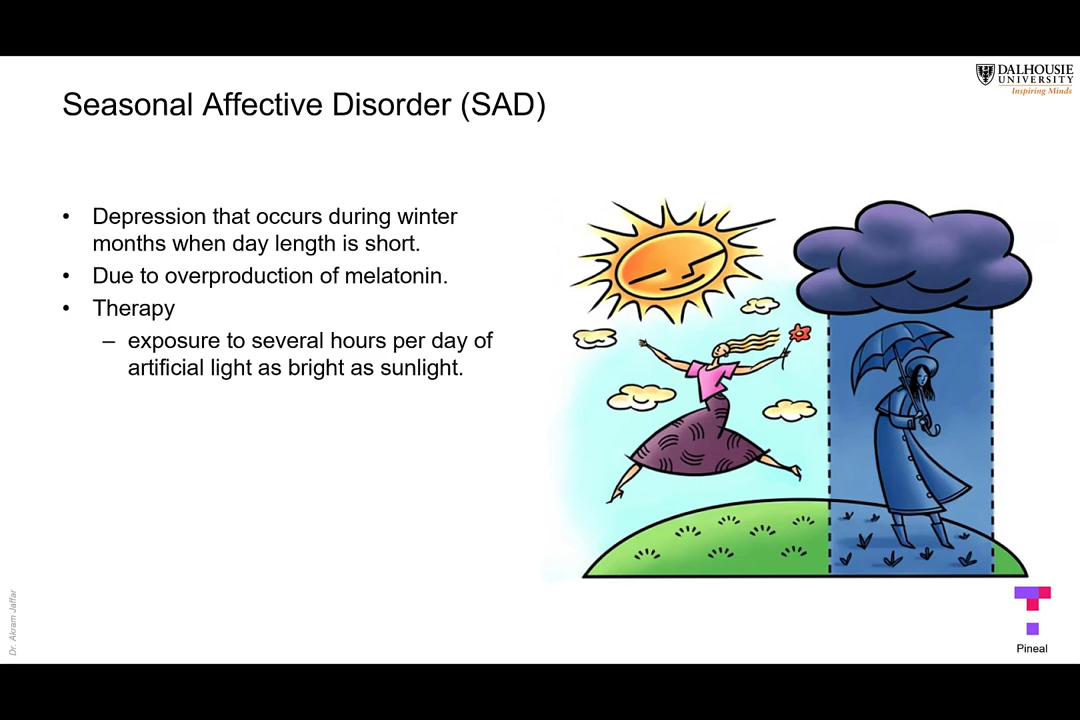 DALHOUSIE
UNIVERSITY
Inspiring Minds
Seasonal Affective Disorder (SAD)
• Depression that occurs during winter
months when day length is short.
• Due to overproduction of melatonin.
• Therapy
– exposure to several hours per day of
artificial light as bright as sunlight.
Dr. Akram Jaffar
Pineal